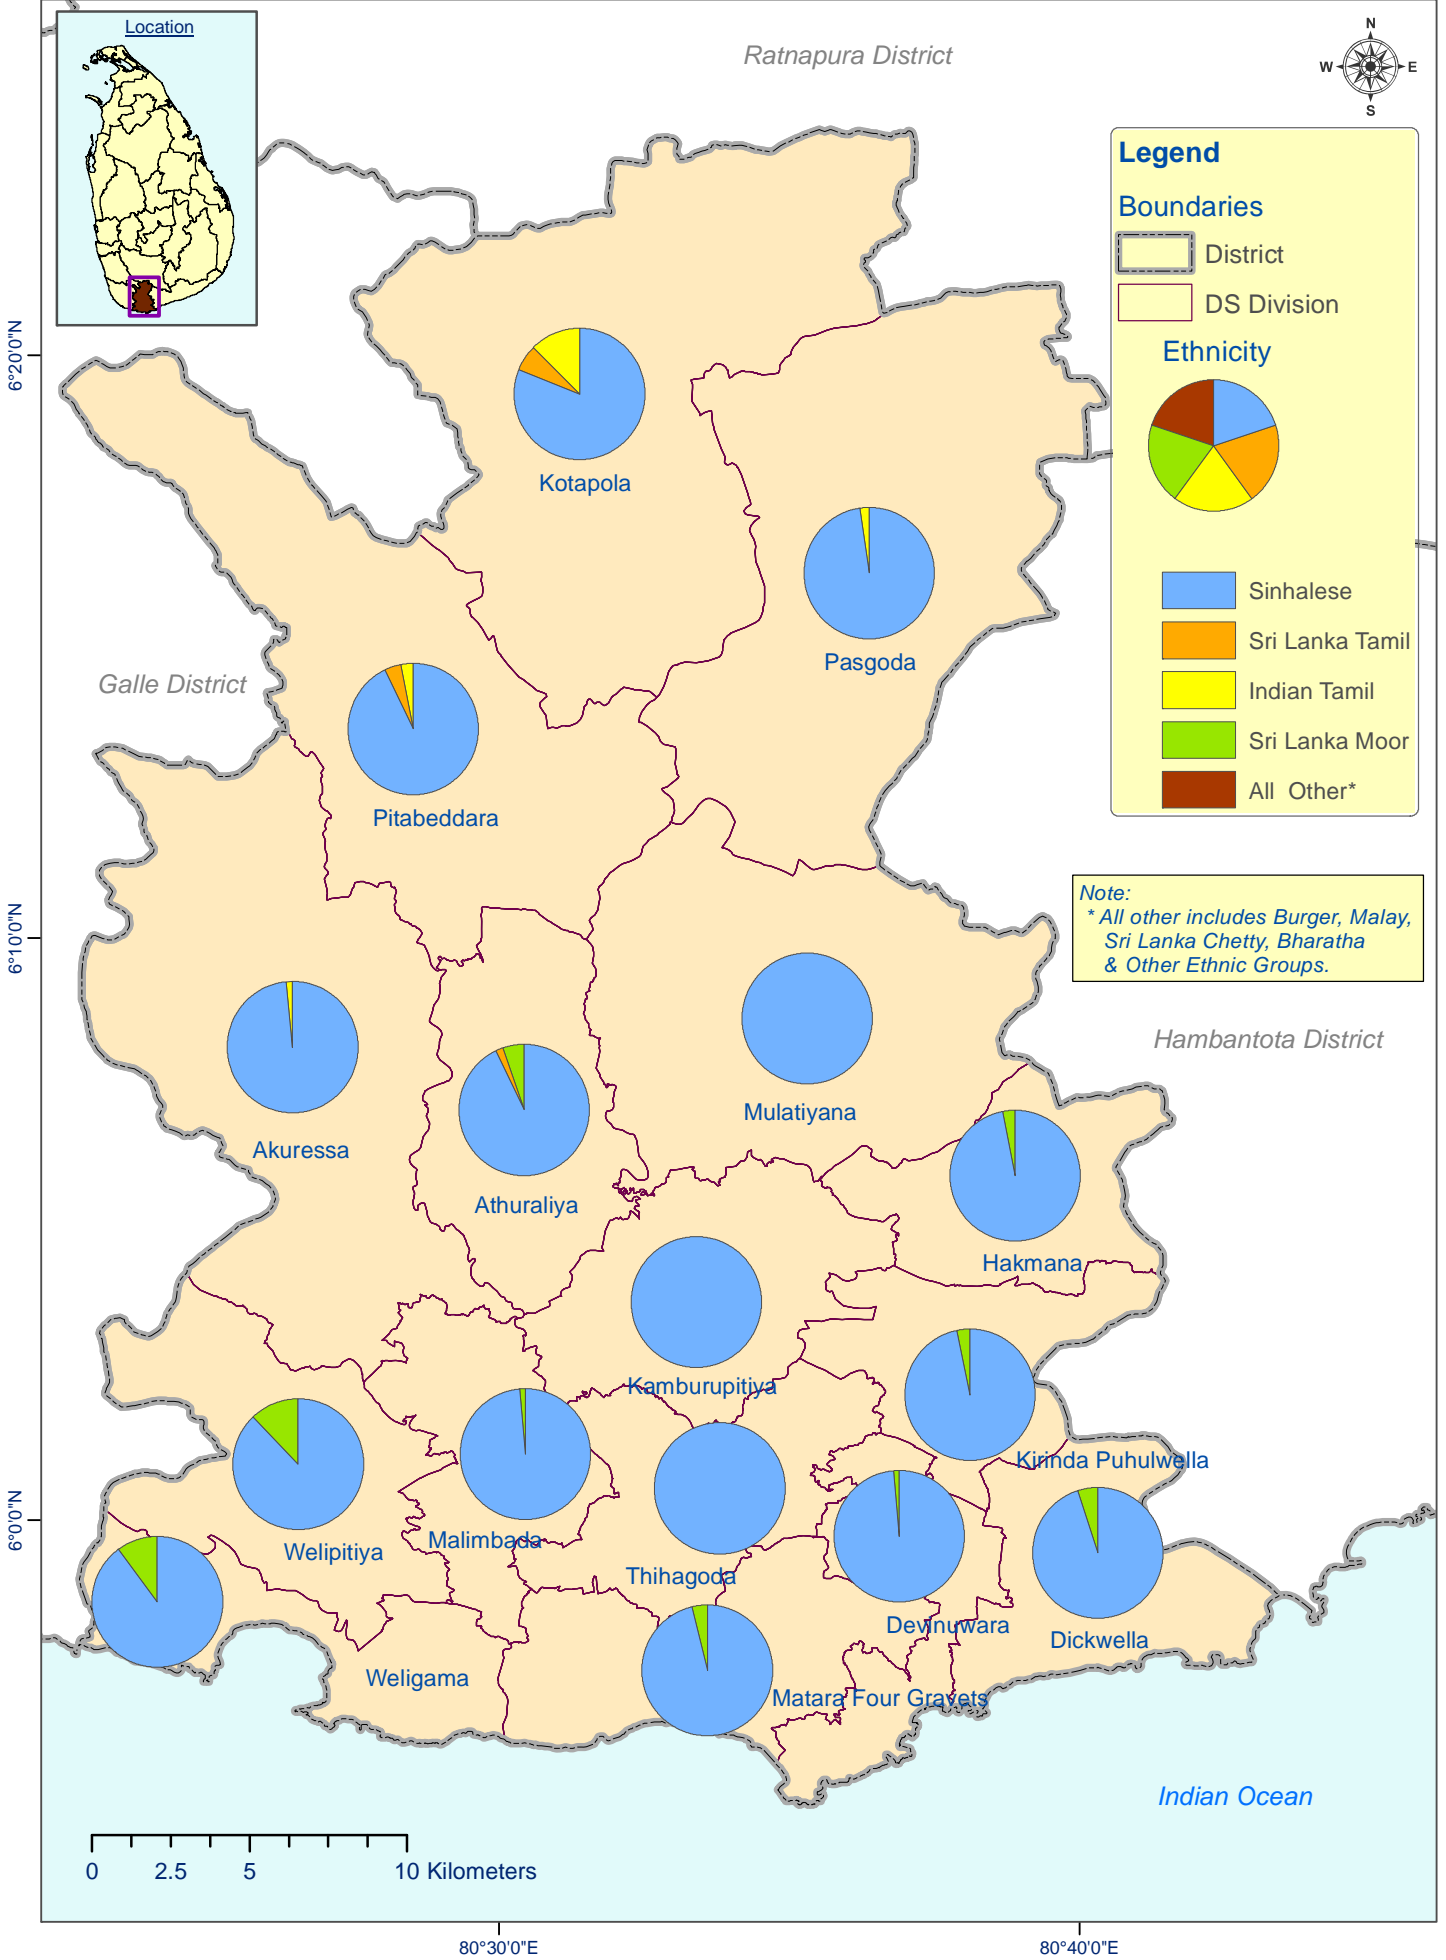 Location
Ratnapura District
N
W
E
S
Legend
Boundaries
District
DS Division
Ethnicity
Sinhalese
Sri Lanka Tamil
Indian Tamil
Sri Lanka Moor
All Other*
Note:
* All other includes Burger, Malay,
Sri Lanka Chetty, Bharatha
& Other Ethnic Groups.
6°20'0"N
6°10'0"N
6°0'0"N
Kotapola
Pasgoda
Galle District
Pitabeddara
Hambantota District
Mulatiyana
Akuressa
Athuraliya
Hakmana
Kamburupitiya
Kirinda Puhulwella
Malimbada
Welipitiya
Thihagoda
Devinuwara
Dickwella
Weligama
Matara Four Gravets
Indian Ocean
0 2.5 5 10 Kilometers
80°30'0"E
80°40'0"E